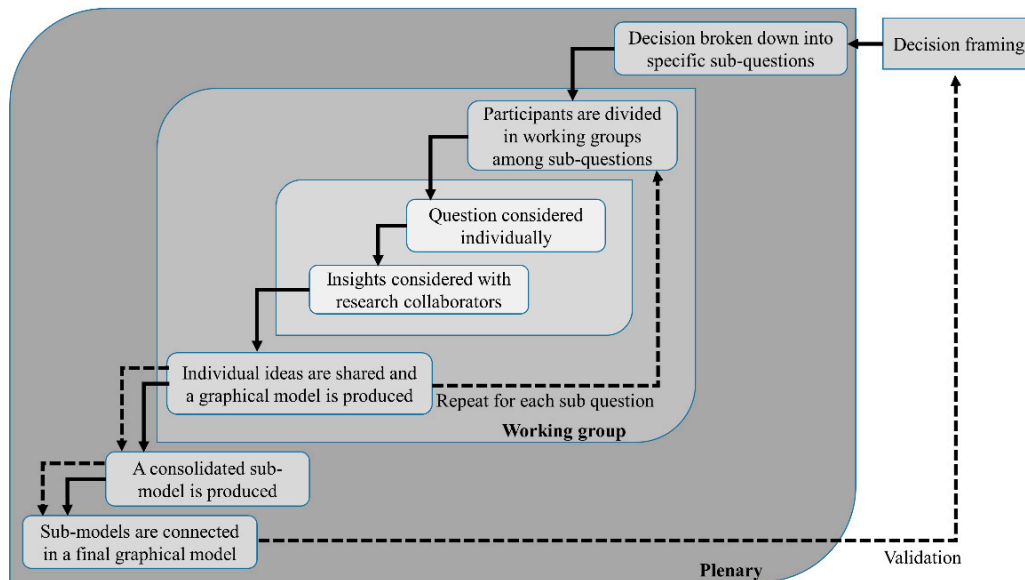 Decision broken down into
specific sub-questions
Decision framing
Participants are divided
in working groups
among sub-questions
Question considered
individually
Insights considered with
research collaborators
Individual ideas are shared and
a graphical model is produced
Repeat for each sub question
Working group
A consolidated sub-
model is produced
Sub-models are connected
in a final graphical model
Validation
Plenary